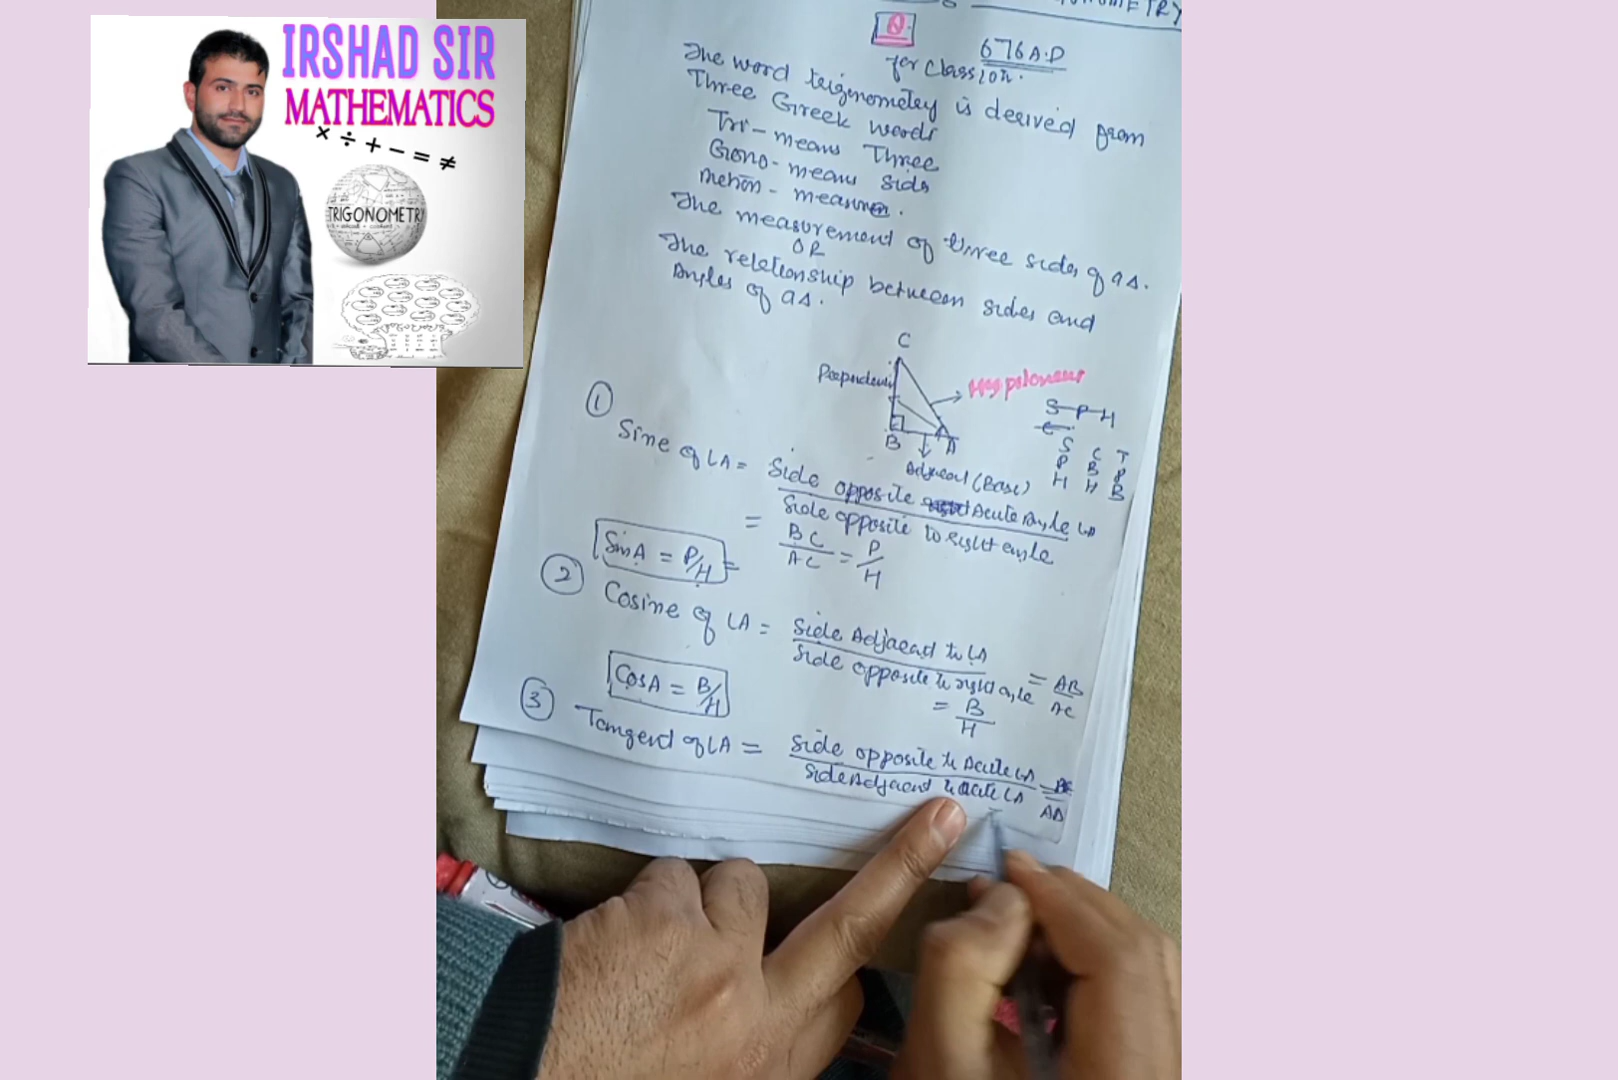 IRSHAD SIR
MATHEMATICS
× ÷ + − = ≠
TRIGONOMETRY
Q.
676 A.D
for Class 10th.
The word trigonometry is derived from
Three Greek words
Tri - means Three
Gono - means sides
metron - measure.
The measurement of three sides of a Δ.
OR
The reletionship between sides and
Angles of a Δ.
C
B
A
Adjacent (Base)
S P H
S C T
P B P
H H B
① Sine of ∠A = Side opposite Acute Angle ∠A
Side opposite to right angle
= BC/AC = P/H
Sin A = P/H =
② Cosine of ∠A = Side Adjacent to ∠A
Side opposite to right angle
= AB/AC
= B/H
Cos A = B/H
③ Tangent of ∠A = Side opposite to Acute ∠A
Side Adjacent to acute ∠A